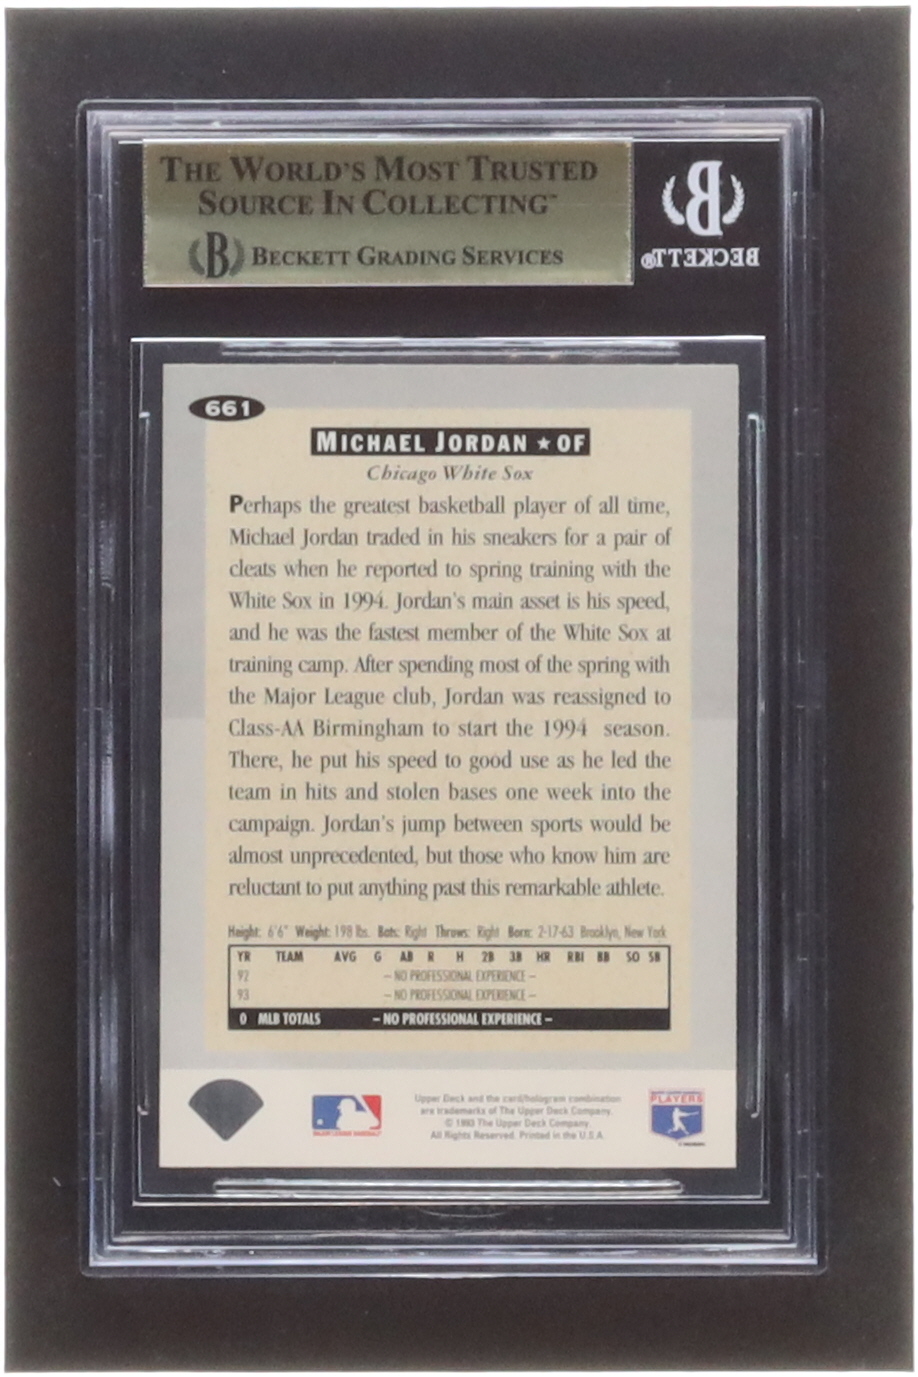 THE WORLD'S MOST TRUSTED
SOURCE IN COLLECTING™
B BECKETT GRADING SERVICES
B
BECKETT®
661
MICHAEL JORDAN ★ OF
Chicago White Sox
Perhaps the greatest basketball player of all time,
Michael Jordan traded in his sneakers for a pair of
cleats when he reported to spring training with the
White Sox in 1994. Jordan's main asset is his speed,
and he was the fastest member of the White Sox at
training camp. After spending most of the spring with
the Major League club, Jordan was reassigned to
Class-AA Birmingham to start the 1994 season.
There, he put his speed to good use as he led the
team in hits and stolen bases one week into the
campaign. Jordan's jump between sports would be
almost unprecedented, but those who know him are
reluctant to put anything past this remarkable athlete.
Height: 6'6" Weight: 198 lbs. Bats: Right Throws: Right Born: 2-17-63 Brooklyn, New York
YR TEAM AVG G AB R H 2B 3B HR RBI BB SO SB
92 – NO PROFESSIONAL EXPERIENCE –
93 – NO PROFESSIONAL EXPERIENCE –
0 MLB TOTALS – NO PROFESSIONAL EXPERIENCE –
Upper Deck and the card/hologram combination
are trademarks of The Upper Deck Company.
© 1993 The Upper Deck Company.
All Rights Reserved. Printed in the U.S.A.
MAJOR LEAGUE BASEBALL
PLAYERS